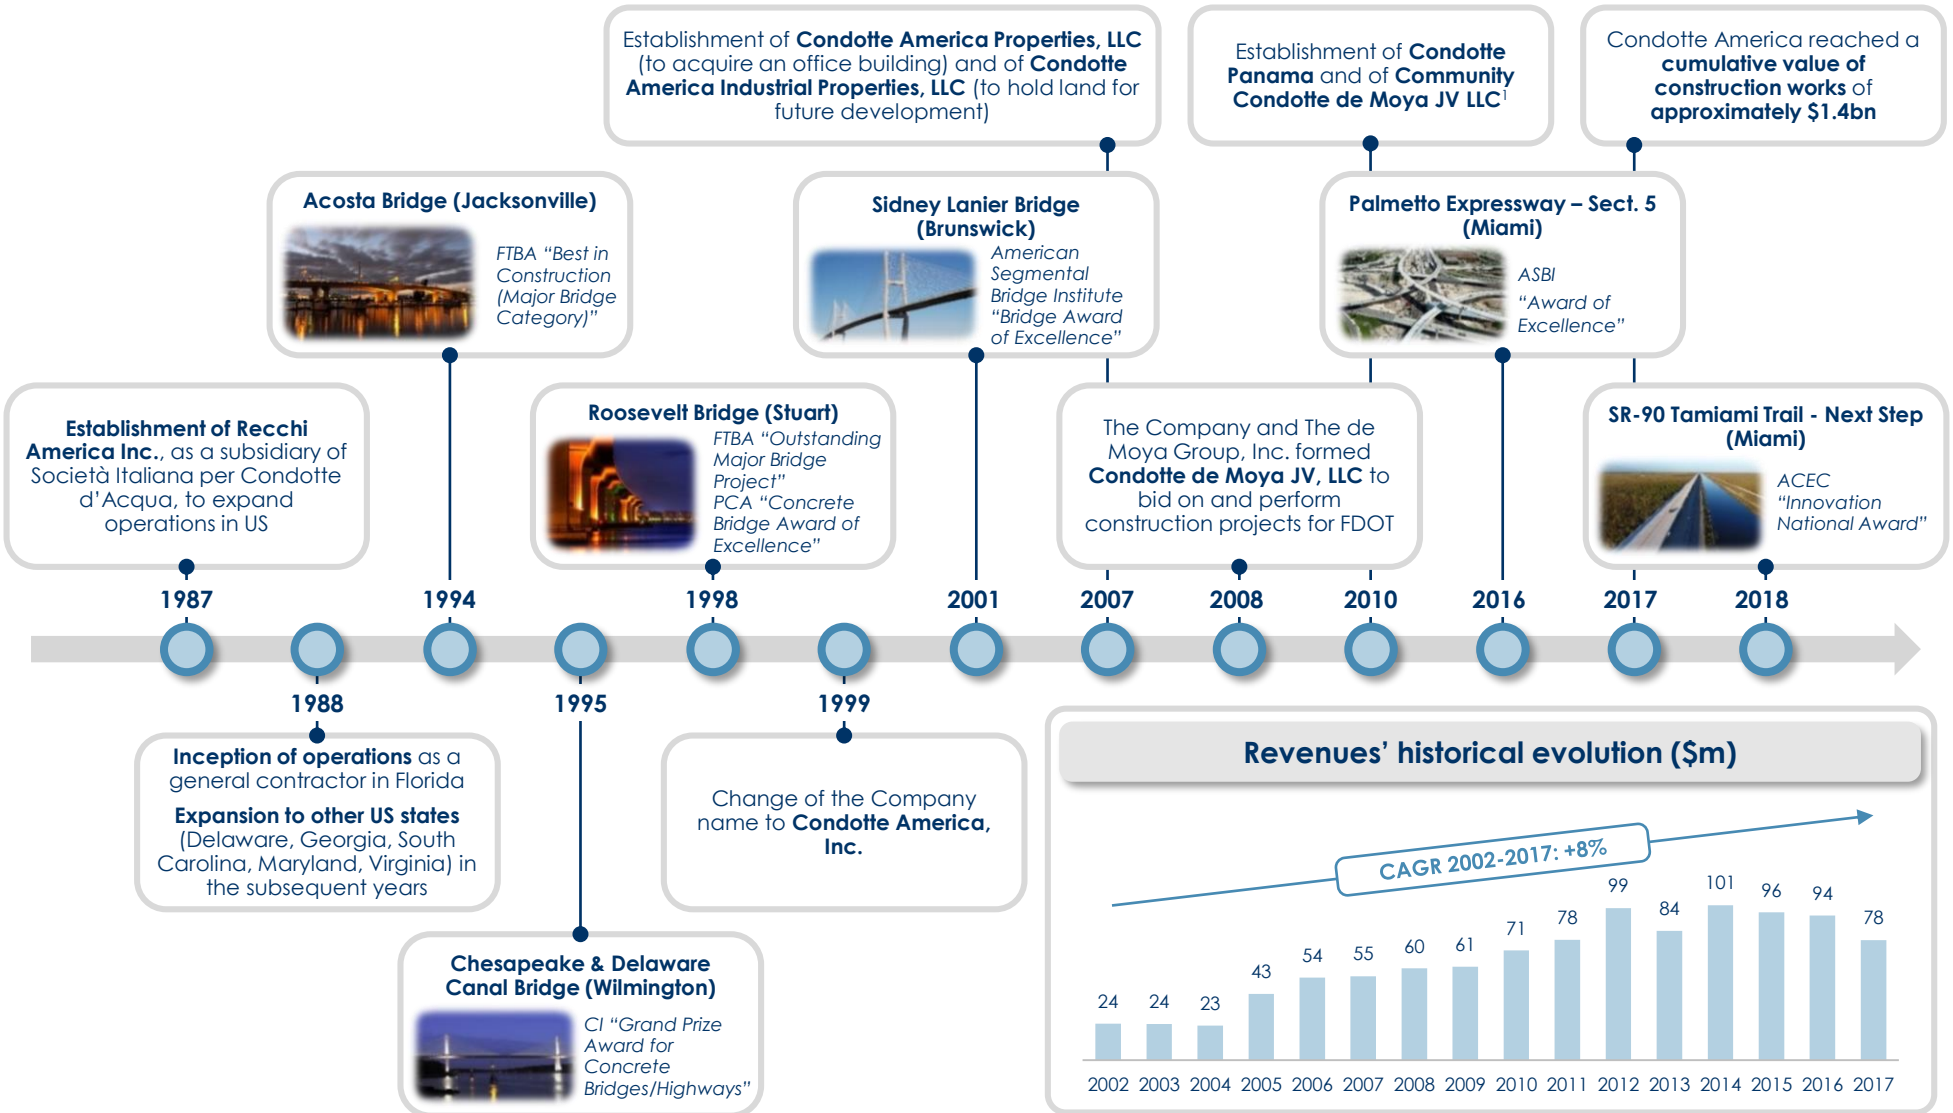 Establishment of Condotte America Properties, LLC
(to acquire an office building) and of Condotte
America Industrial Properties, LLC (to hold land for
future development)
Establishment of Condotte
Panama and of Community
Condotte de Moya JV LLC¹
Condotte America reached a
cumulative value of
construction works of
approximately $1.4bn
Acosta Bridge (Jacksonville)
FTBA “Best in
Construction
(Major Bridge
Category)”
Sidney Lanier Bridge
(Brunswick)
American
Segmental
Bridge Institute
“Bridge Award
of Excellence”
Palmetto Expressway – Sect. 5
(Miami)
ASBI
“Award of
Excellence”
Establishment of Recchi
America Inc., as a subsidiary of
Società Italiana per Condotte
d’Acqua, to expand
operations in US
Roosevelt Bridge (Stuart)
FTBA “Outstanding
Major Bridge
Project”
PCA “Concrete
Bridge Award of
Excellence”
The Company and The de
Moya Group, Inc. formed
Condotte de Moya JV, LLC to
bid on and perform
construction projects for FDOT
SR-90 Tamiami Trail - Next Step
(Miami)
ACEC
“Innovation
National Award”
1987 1994 1998 2001 2007 2008 2010 2016 2017 2018
1988 1995 1999
Inception of operations as a
general contractor in Florida
Expansion to other US states
(Delaware, Georgia, South
Carolina, Maryland, Virginia) in
the subsequent years
Change of the Company
name to Condotte America,
Inc.
Chesapeake & Delaware
Canal Bridge (Wilmington)
CI “Grand Prize
Award for
Concrete
Bridges/Highways”
Revenues’ historical evolution ($m)
CAGR 2002-2017: +8%
24 24 23 43 54 55 60 61 71 78 99 84 101 96 94 78
2002 2003 2004 2005 2006 2007 2008 2009 2010 2011 2012 2013 2014 2015 2016 2017